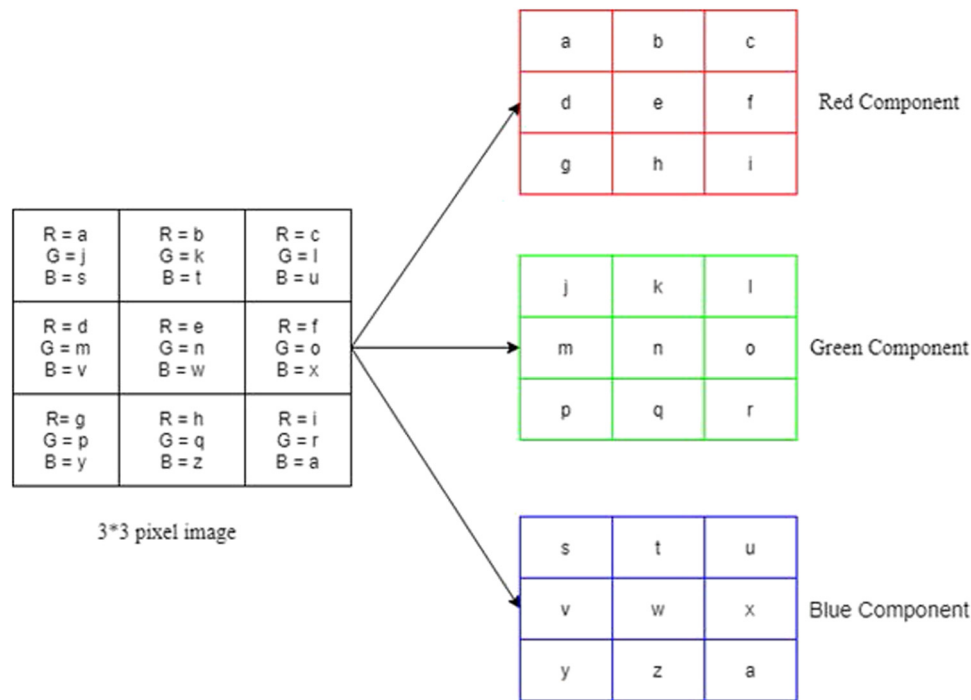 a b c
d e f
g h i
Red Component
R = a R = b R = c
G = j G = k G = l
B = s B = t B = u
R = d R = e R = f
G = m G = n G = o
B = v B = w B = x
R= g R = h R = i
G = p G = q G = r
B = y B = z B = a
3*3 pixel image
j k l
m n o
p q r
Green Component
s t u
v w x
y z a
Blue Component